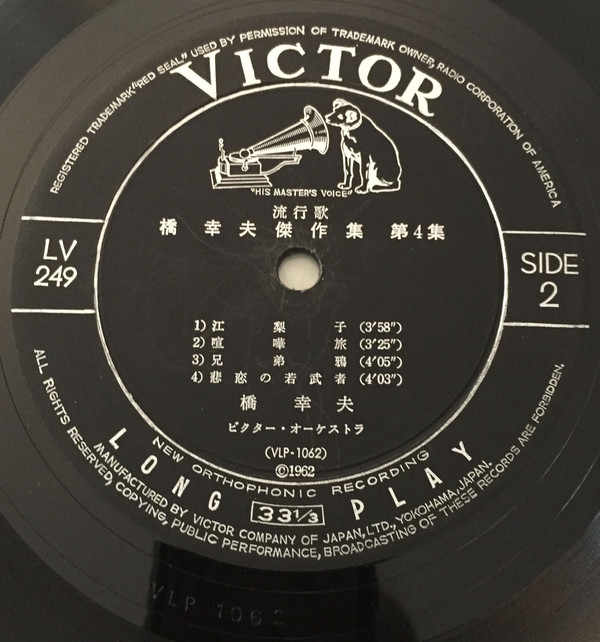 REGISTERED TRADEMARK "RED SEAL" USED BY PERMISSION OF TRADEMARK OWNER, RADIO CORPORATION OF AMERICA
VICTOR
"HIS MASTER'S VOICE"
流行歌
橋幸夫傑作集 第4集
LV
249
SIDE
2
1) 江梨子 (3′58″)
2) 喧嘩旅 (3′25″)
3) 兄弟鴉 (4′05″)
4) 悲恋の若武者 (4′03″)
橋幸夫
ビクター・オーケストラ
(VLP-1062)
©1962
NEW ORTHOPHONIC RECORDING
LONG 33 1/3 PLAY
MANUFACTURED BY VICTOR COMPANY OF JAPAN, LTD., YOKOHAMA, JAPAN.
ALL RIGHTS RESERVED, COPYING, PUBLIC PERFORMANCE, BROADCASTING OF THESE RECORDS ARE FORBIDDEN.
VLP 1062